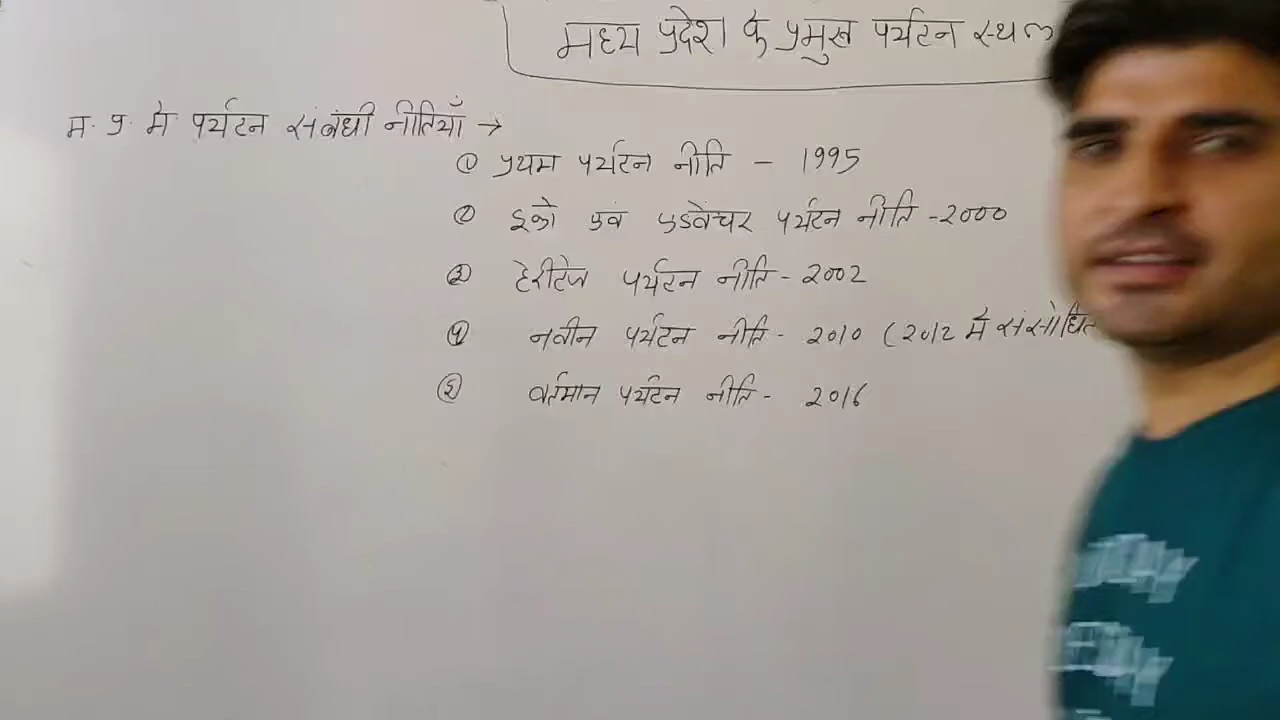 मध्य प्रदेश के प्रमुख पर्यटन स्थल
म. प्र. में पर्यटन संबंधी नीतियाँ →
① प्रथम पर्यटन नीति - 1995
② इको एवं एडवेंचर पर्यटन नीति - 2000
③ हेरीटेज पर्यटन नीति - 2002
④ नवीन पर्यटन नीति - 2010 (2012 में संसोधित
⑤ वर्तमान पर्यटन नीति - 2016